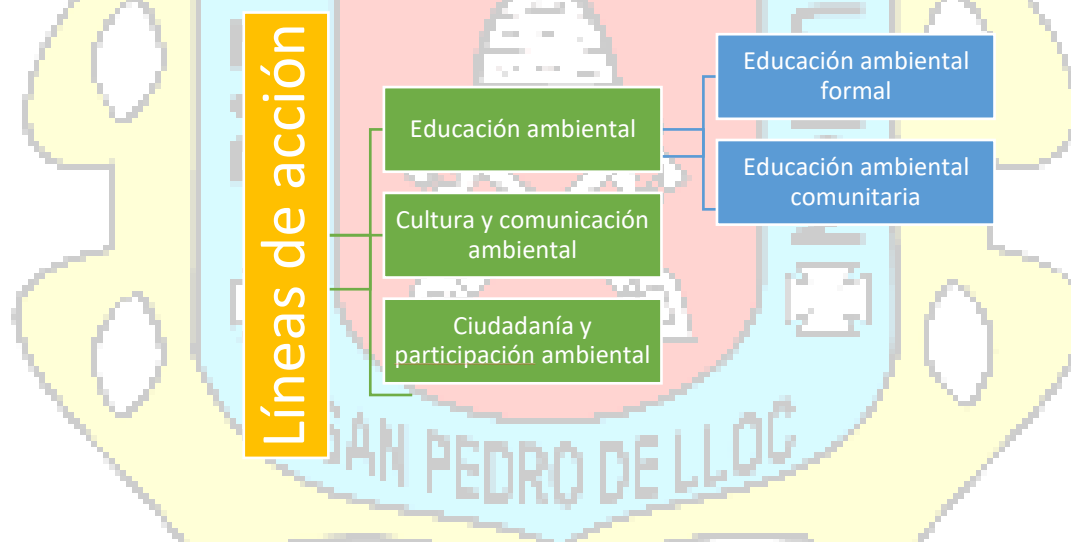 Líneas de acción
Educación ambiental
Educación ambiental
formal
Educación ambiental
comunitaria
Cultura y comunicación
ambiental
Ciudadanía y
participación ambiental
SAN PEDRO DE LLOC